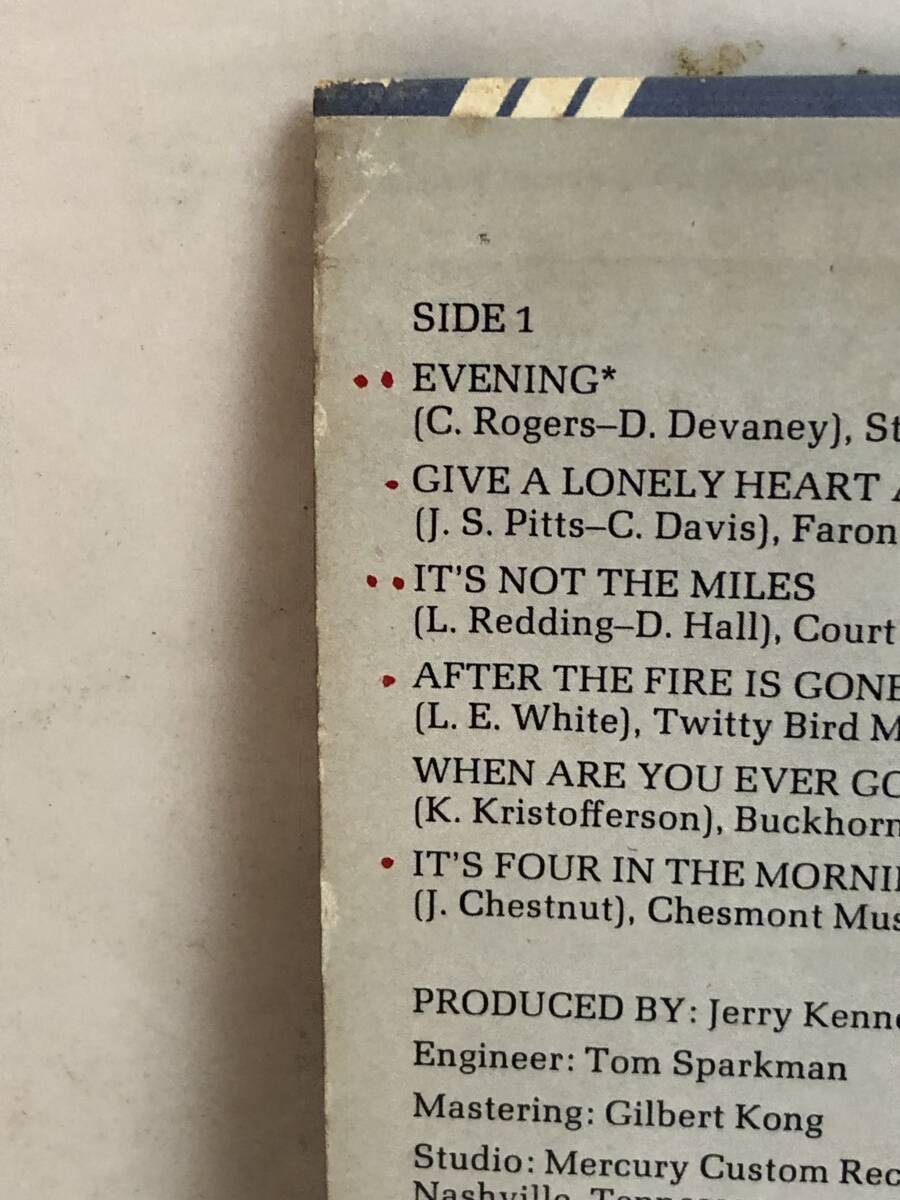 SIDE 1
EVENING*
(C. Rogers–D. Devaney), St
GIVE A LONELY HEART
(J. S. Pitts–C. Davis), Faron
IT'S NOT THE MILES
(L. Redding–D. Hall), Court
AFTER THE FIRE IS GONE
(L. E. White), Twitty Bird M
WHEN ARE YOU EVER GO
(K. Kristofferson), Buckhorn
IT'S FOUR IN THE MORNI
(J. Chestnut), Chesmont Mus
PRODUCED BY: Jerry Kenne
Engineer: Tom Sparkman
Mastering: Gilbert Kong
Studio: Mercury Custom Rec
Nashville,